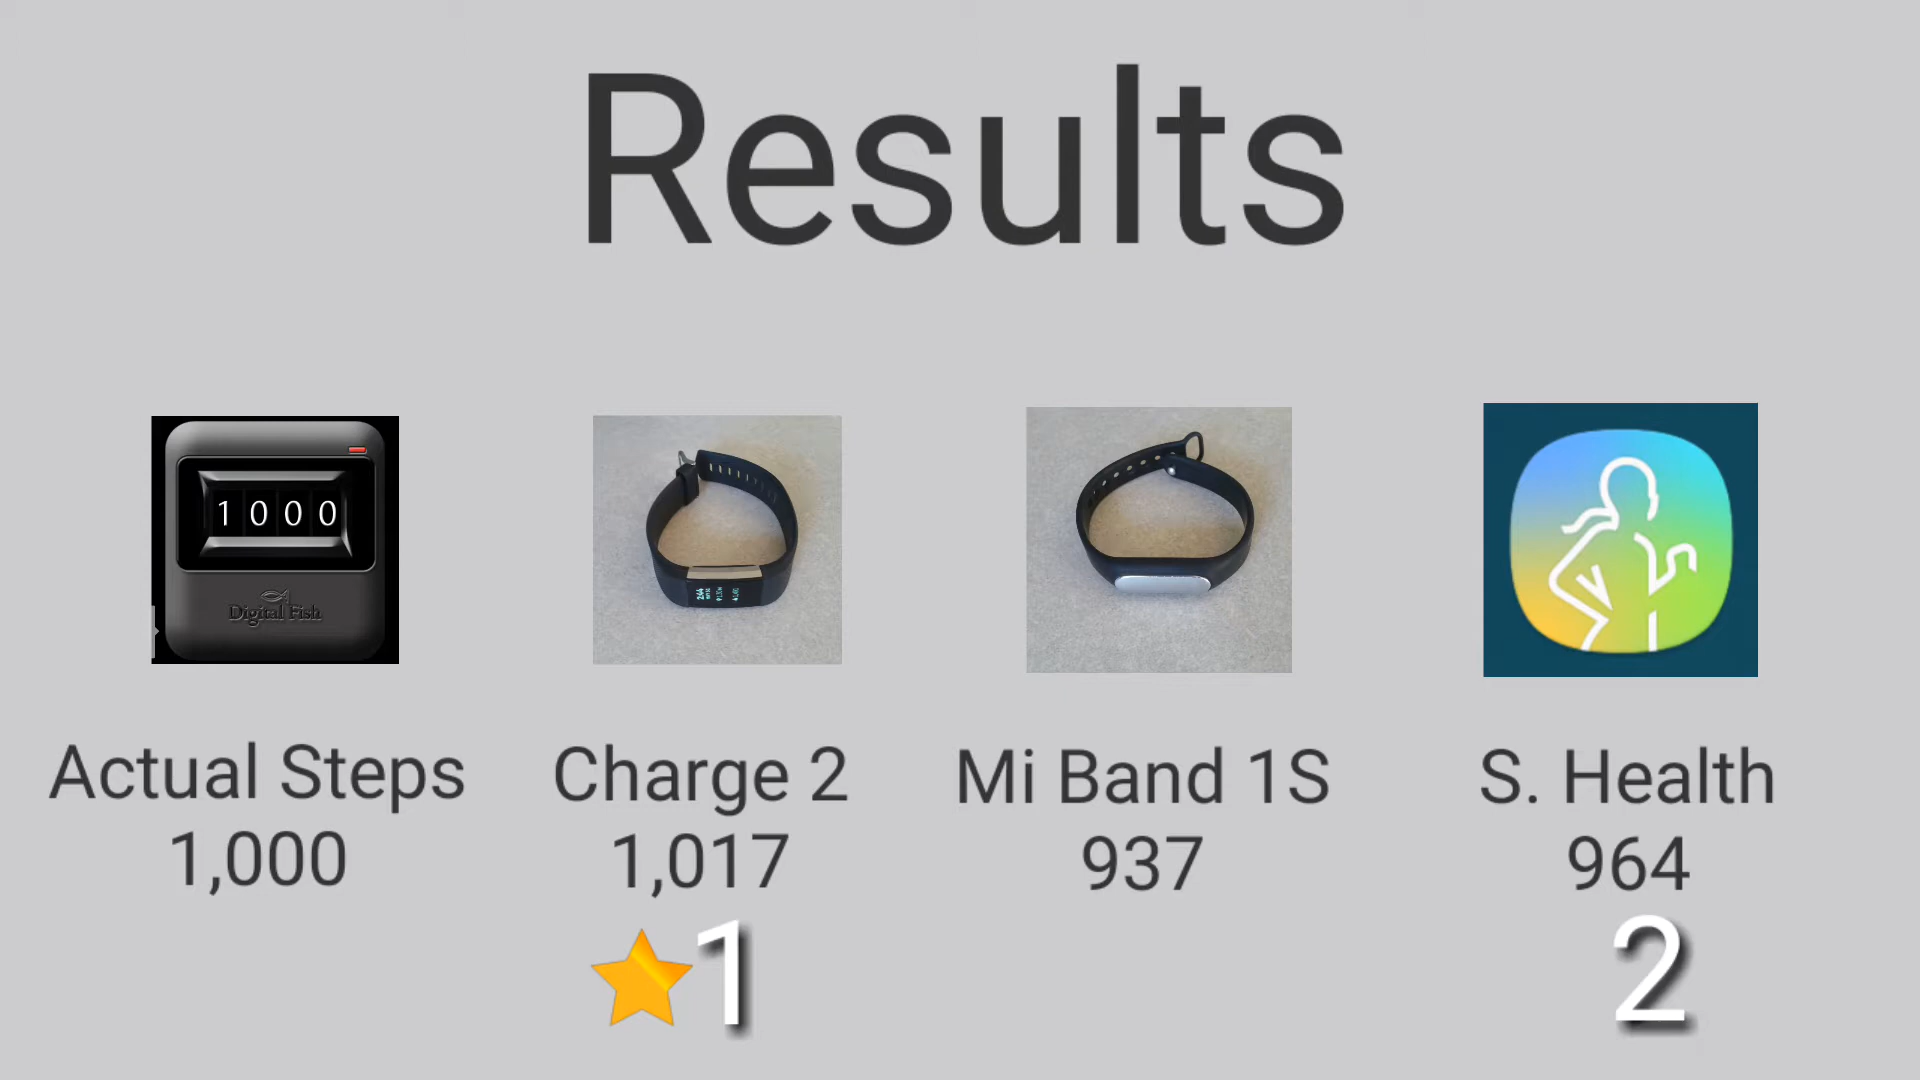 Results
1000
Digital Fish
Actual Steps
1,000
Charge 2
1,017
Mi Band 1S
937
S. Health
964
1
2